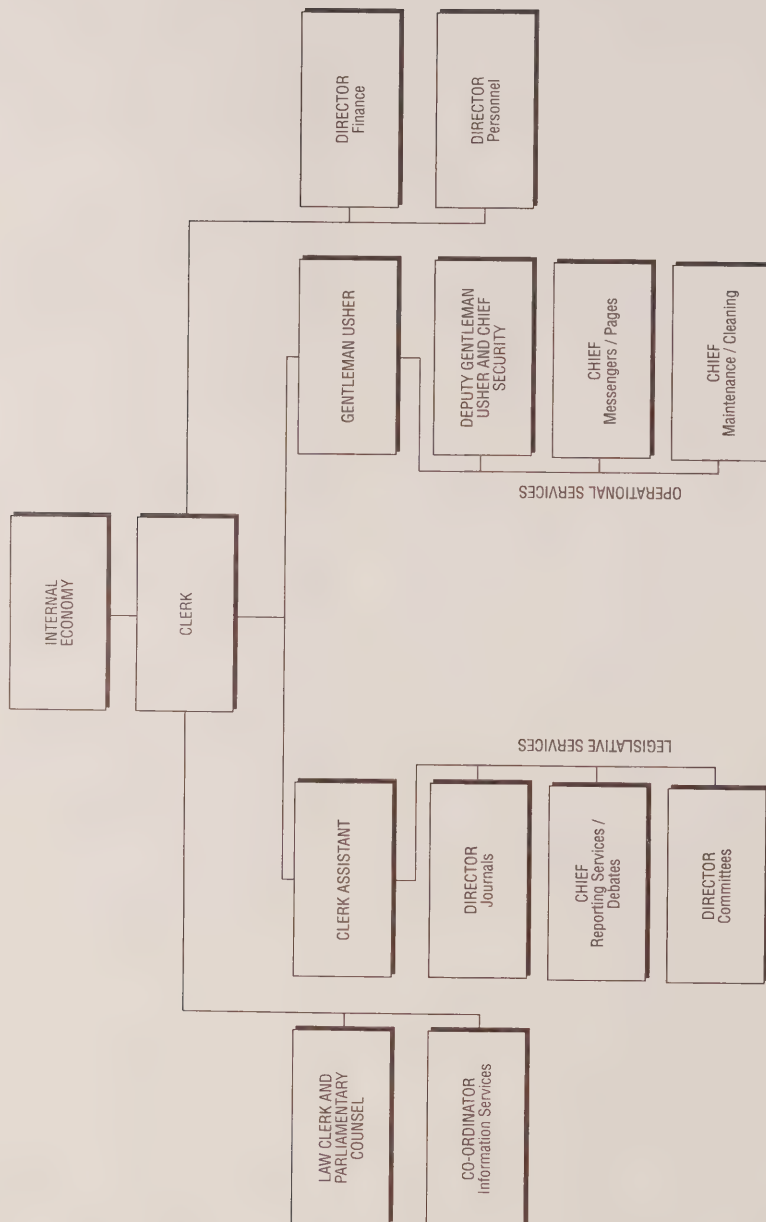 INTERNAL
ECONOMY
CLERK
LAW CLERK AND
PARLIAMENTARY
COUNSEL
CO-ORDINATOR
Information Services
CLERK ASSISTANT
LEGISLATIVE SERVICES
DIRECTOR
Journals
CHIEF
Reporting Services /
Debates
DIRECTOR
Committees
GENTLEMAN USHER
OPERATIONAL SERVICES
DEPUTY GENTLEMAN
USHER AND CHIEF
SECURITY
CHIEF
Messengers / Pages
CHIEF
Maintenance / Cleaning
DIRECTOR
Finance
DIRECTOR
Personnel